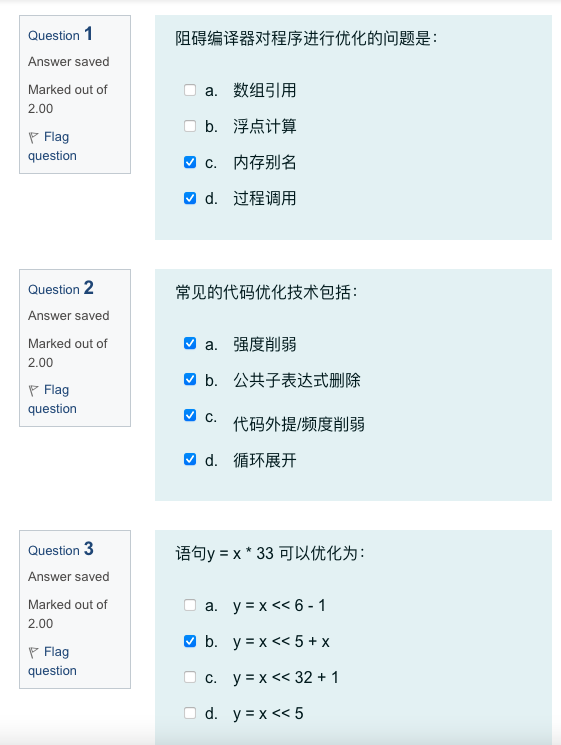 Question 1
Answer saved
Marked out of
2.00
Flag
question
阻碍编译器对程序进行优化的问题是：
a. 数组引用
b. 浮点计算
c. 内存别名
d. 过程调用
Question 2
Answer saved
Marked out of
2.00
Flag
question
常见的代码优化技术包括：
a. 强度削弱
b. 公共子表达式删除
c. 代码外提/频度削弱
d. 循环展开
Question 3
Answer saved
Marked out of
2.00
Flag
question
语句y = x * 33 可以优化为：
a. y = x << 6 - 1
b. y = x << 5 + x
c. y = x << 32 + 1
d. y = x << 5